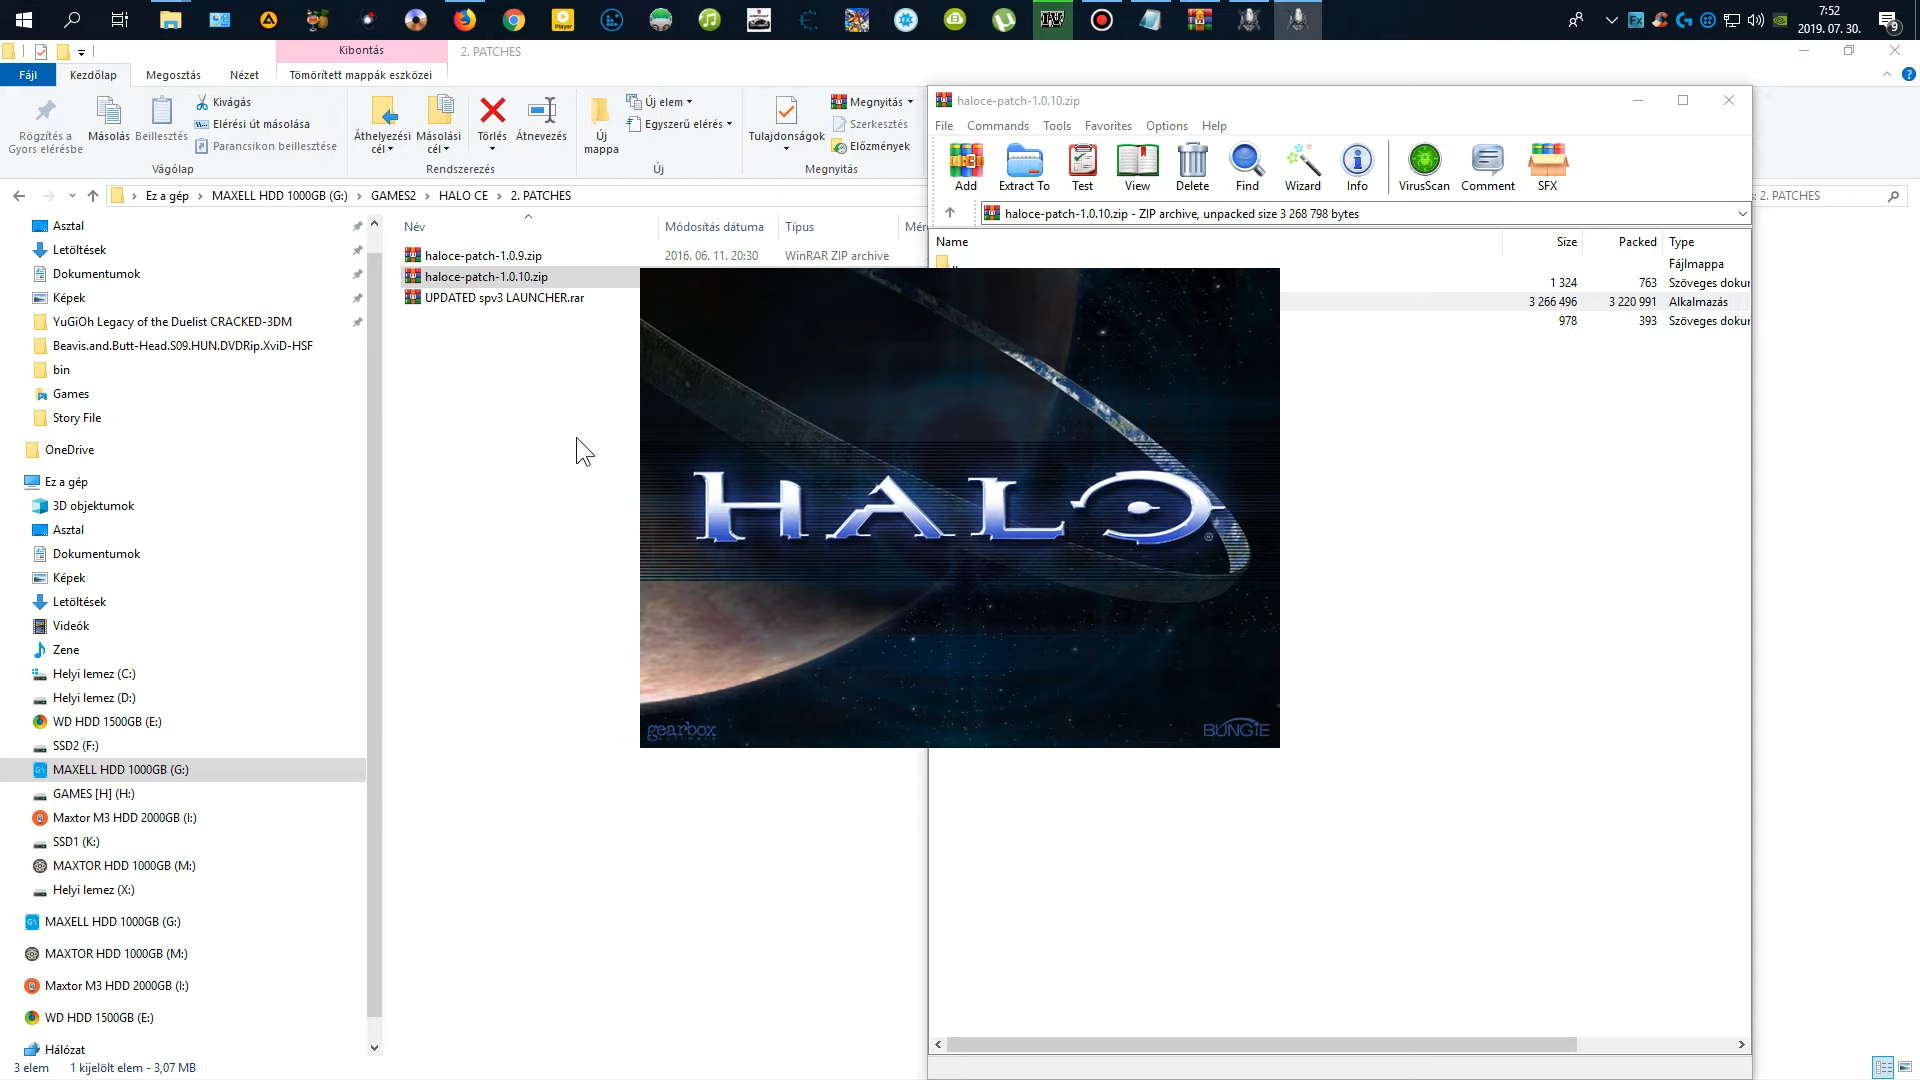 7:52
2019. 07. 30.
9
Kibontás
2. PATCHES
Fájl
Kezdőlap
Megosztás
Nézet
Tömörített mappák eszközei
Rögzítés a Gyors elérésbe
Másolás
Beillesztés
Kivágás
Elérési út másolása
Parancsikon beillesztése
Vágólap
Áthelyezési cél
Másolási cél
Törlés
Átnevezés
Rendszerezés
Új mappa
Új elem
Egyszerű elérés
Új
Tulajdonságok
Megnyitás
Szerkesztés
Előzmények
Megnyitás
Ez a gép
MAXELL HDD 1000GB (G:)
GAMES2
HALO CE
2. PATCHES
: 2. PATCHES
Asztal
Letöltések
Dokumentumok
Képek
YuGiOh Legacy of the Duelist CRACKED-3DM
Beavis.and.Butt-Head.S09.HUN.DVDRip.XviD-HSF
bin
Games
Story File
OneDrive
Ez a gép
3D objektumok
Asztal
Dokumentumok
Képek
Letöltések
Videók
Zene
Helyi lemez (C:)
Helyi lemez (D:)
WD HDD 1500GB (E:)
SSD2 (F:)
MAXELL HDD 1000GB (G:)
GAMES [H] (H:)
Maxtor M3 HDD 2000GB (I:)
SSD1 (K:)
MAXTOR HDD 1000GB (M:)
Helyi lemez (X:)
MAXELL HDD 1000GB (G:)
MAXTOR HDD 1000GB (M:)
Maxtor M3 HDD 2000GB (I:)
WD HDD 1500GB (E:)
Hálózat
3 elem
1 kijelölt elem - 3,07 MB
Név
Módosítás dátuma
Típus
Mér
haloce-patch-1.0.9.zip
2016. 06. 11. 20:30
WinRAR ZIP archive
haloce-patch-1.0.10.zip
UPDATED spv3 LAUNCHER.rar
haloce-patch-1.0.10.zip
File
Commands
Tools
Favorites
Options
Help
Add
Extract To
Test
View
Delete
Find
Wizard
Info
VirusScan
Comment
SFX
haloce-patch-1.0.10.zip - ZIP archive, unpacked size 3 268 798 bytes
Name
Size
Packed
Type
..
Fájlmappa
1 324
763
Szöveges doku
3 266 496
3 220 991
Alkalmazás
978
393
Szöveges doku
HALO
®
gearbox
BUNGIE